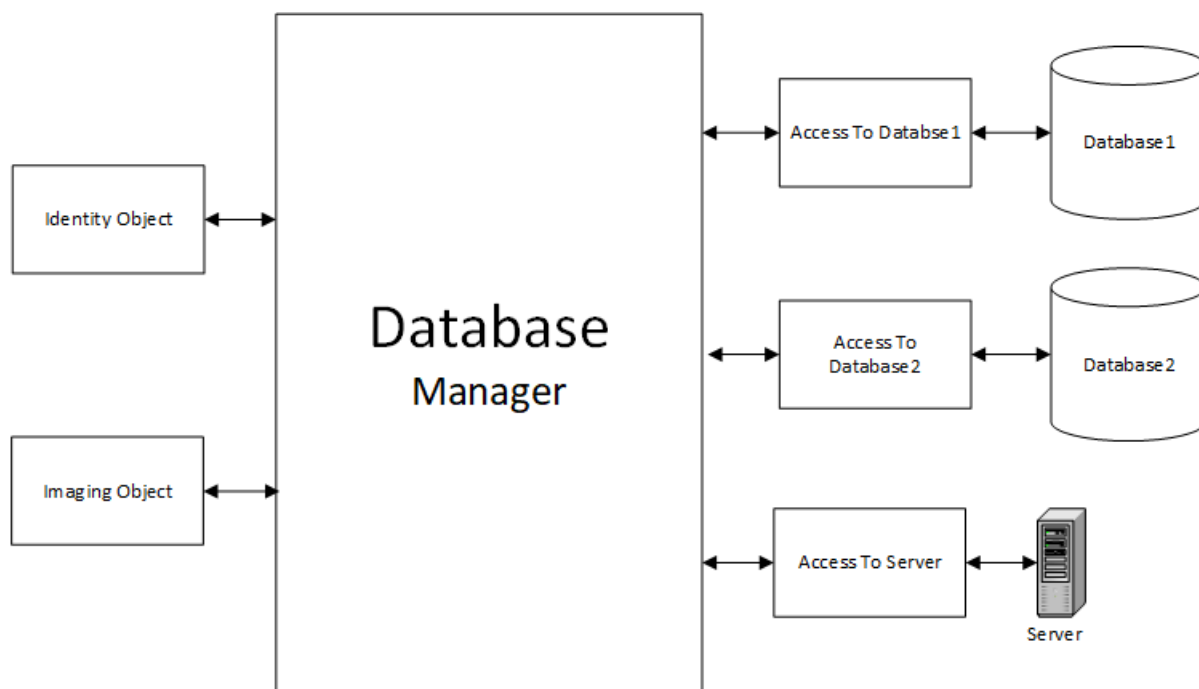 Identity Object
Imaging Object
Database
Manager
Access To Databse1
Database1
Access To
Database2
Database2
Access To Server
Server